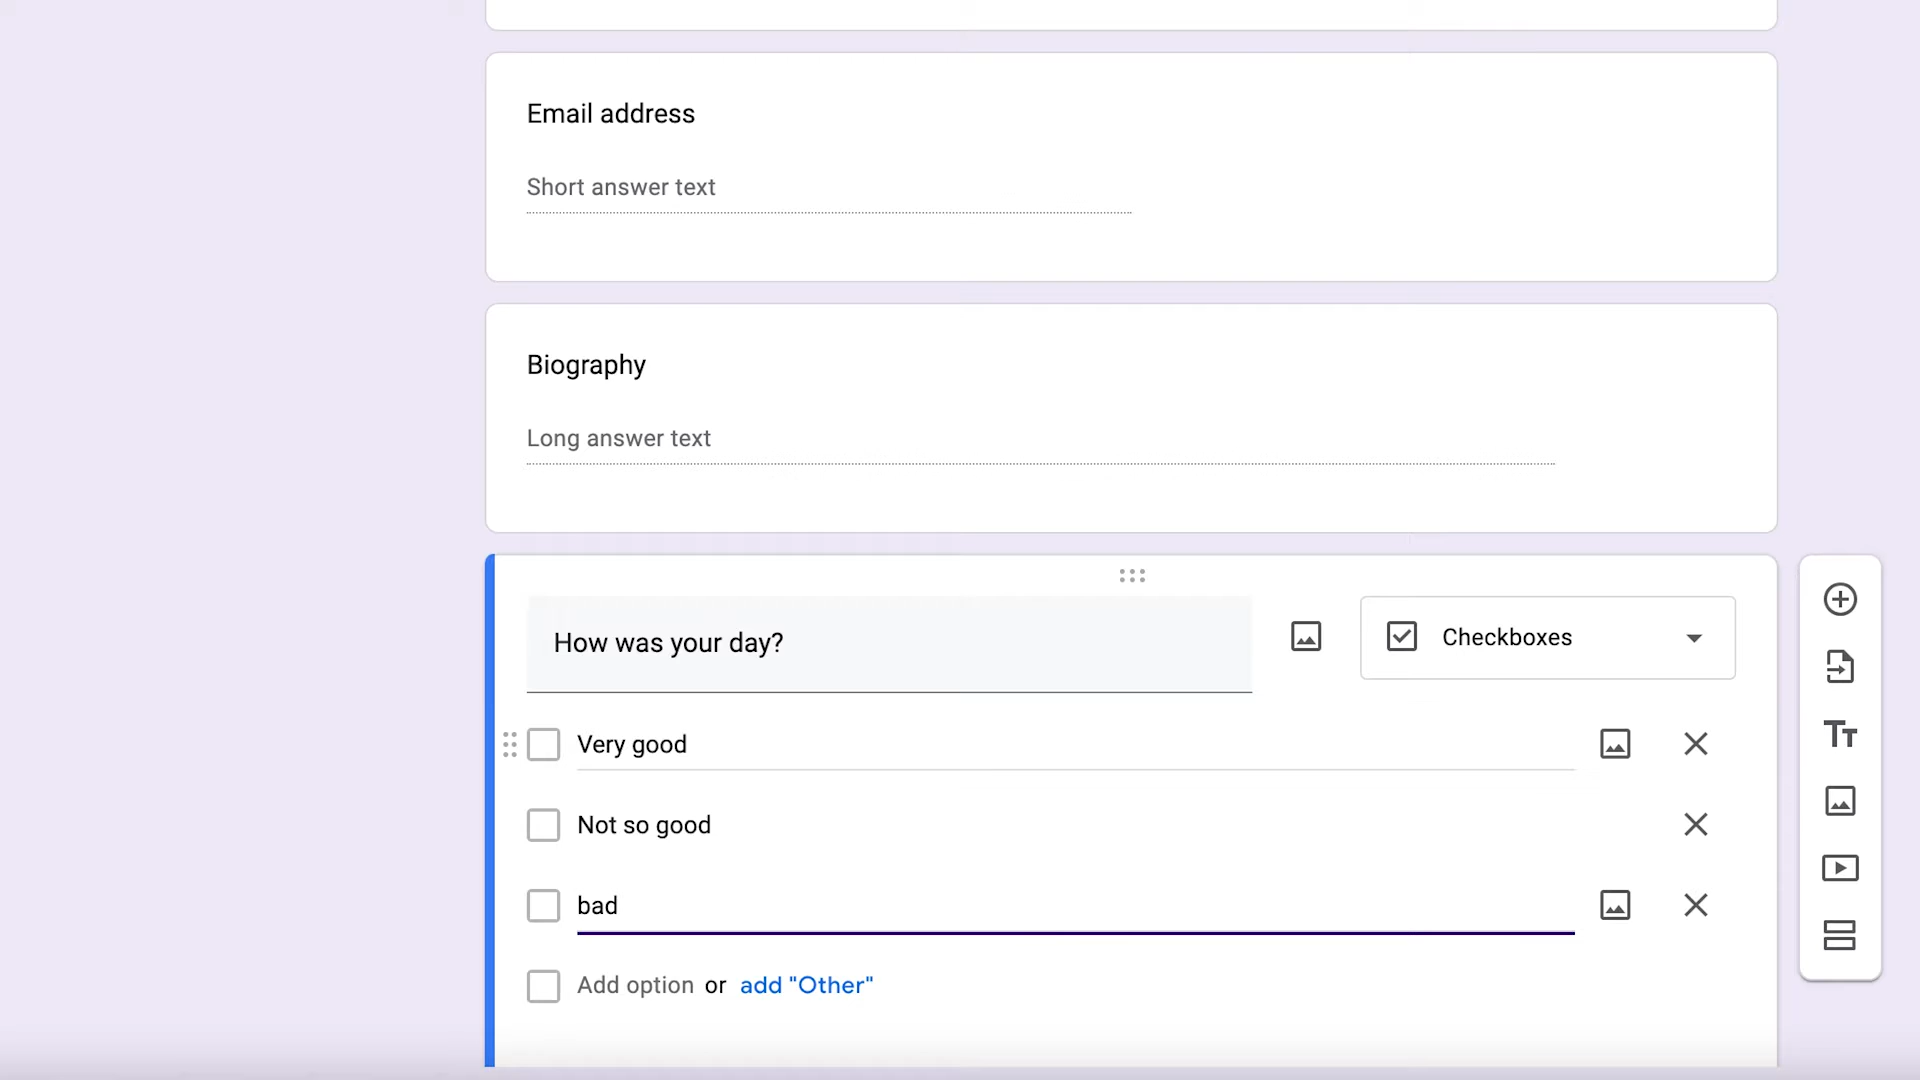 Email address
Short answer text
Biography
Long answer text
How was your day?
Checkboxes
Very good
Not so good
bad
Add option or add "Other"